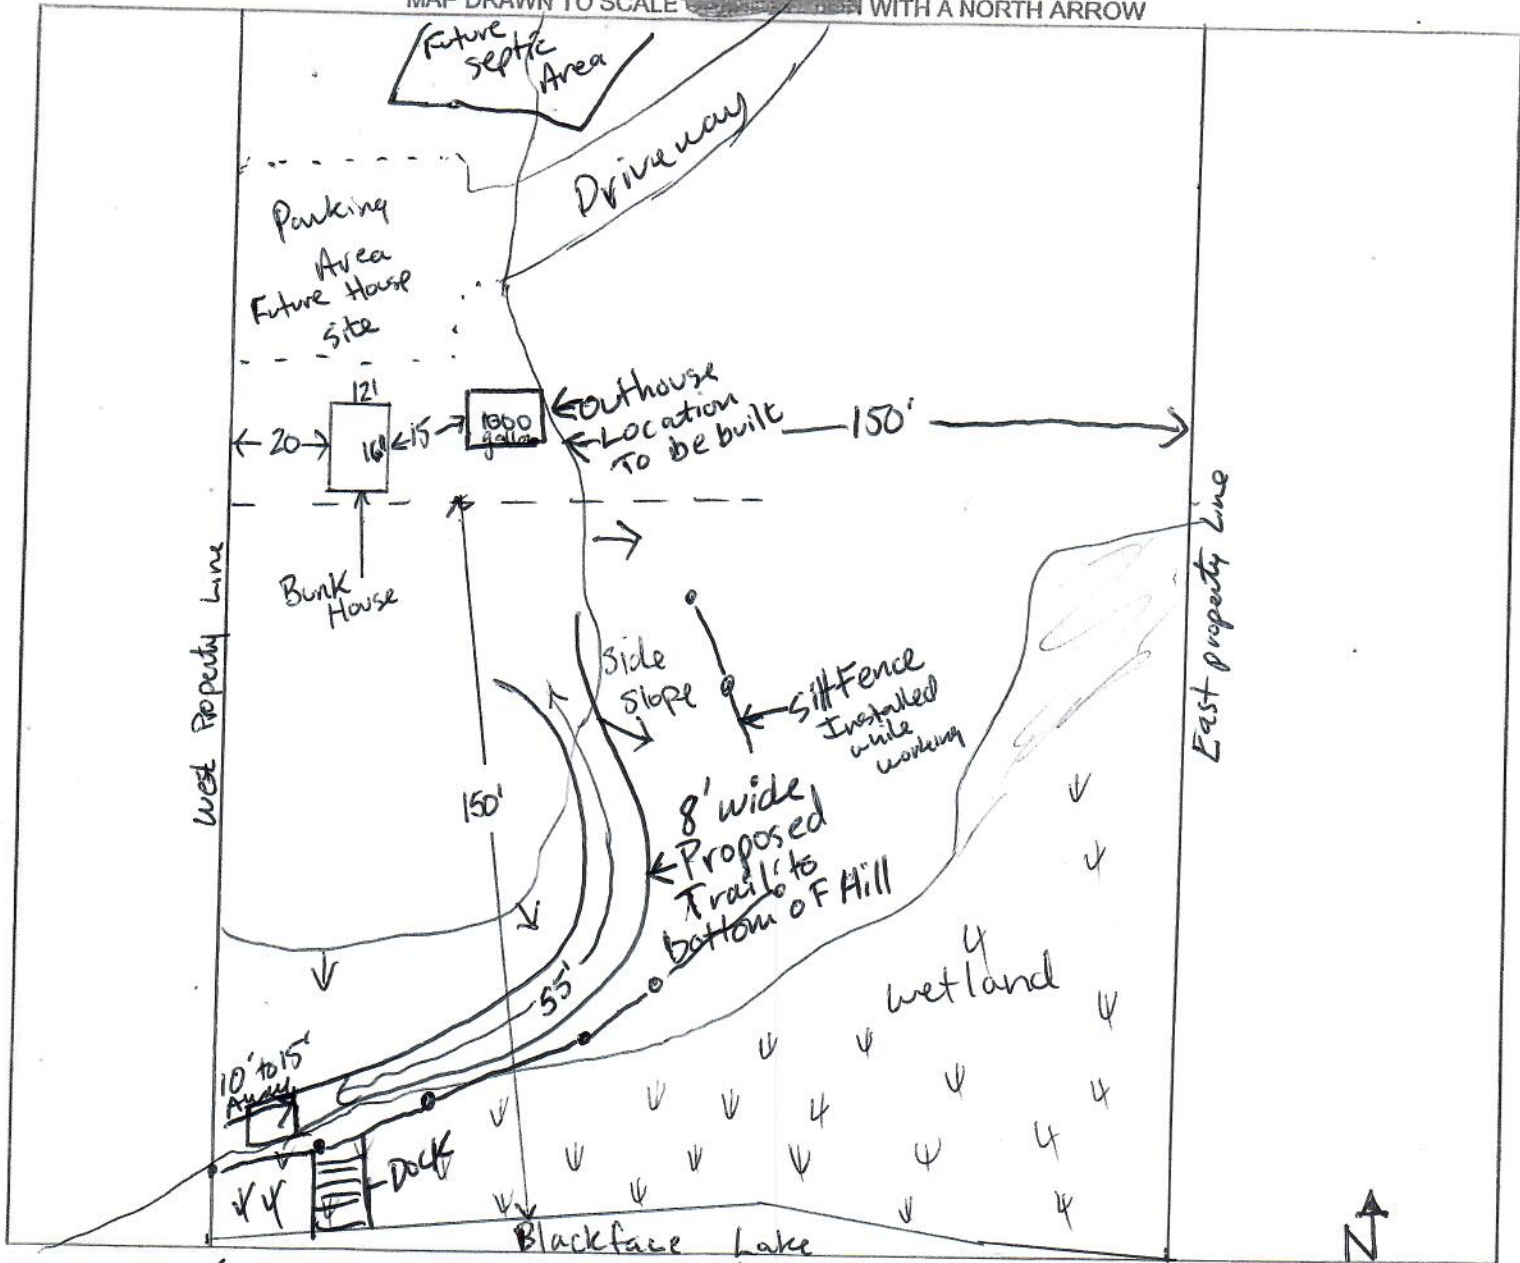 MAP DRAWN TO SCALE WITH A NORTH ARROW
Future
septic
Area
Driveway
Parking
Area
Future House
site
12'
16'
20
15
1000
gallon
outhouse
Location
To be built
150'
Bunk
House
West Property Line
East property Line
Side
Slope
Silt Fence
Installed
while
working
150'
8' wide
Proposed
Trail to
bottom of Hill
55'
wetland
10' to 15'
Away
Dock
Blackface Lake
N